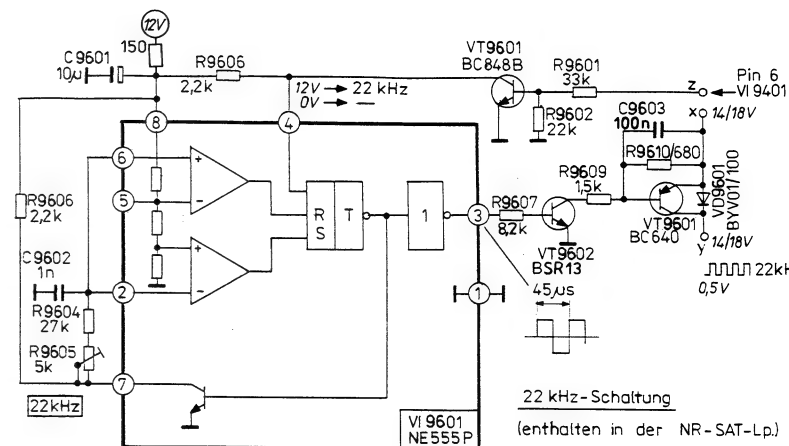 12V
150
C9601
10µ
R9606
2,2k
12V → 22 kHz
0V → —
VT9601
BC848B
R9601
33k
Z
Pin 6
VI 9401
R9602
22k
C9603
100n
x
14/18V
R9610/680
8
4
6
5
2
7
3
1
+
−
+
−
R
S
T
1
R9606
2,2k
C9602
1n
R9604
27k
R9605
5k
22kHz
R9607
8,2k
VT9602
BSR13
R9609
1,5k
VT9601
BC640
VD9601
BYV01/100
y
14/18V
22kH
0,5V
45µs
VI 9601
NE555P
22 kHz-Schaltung
(enthalten in der NR-SAT-Lp.)